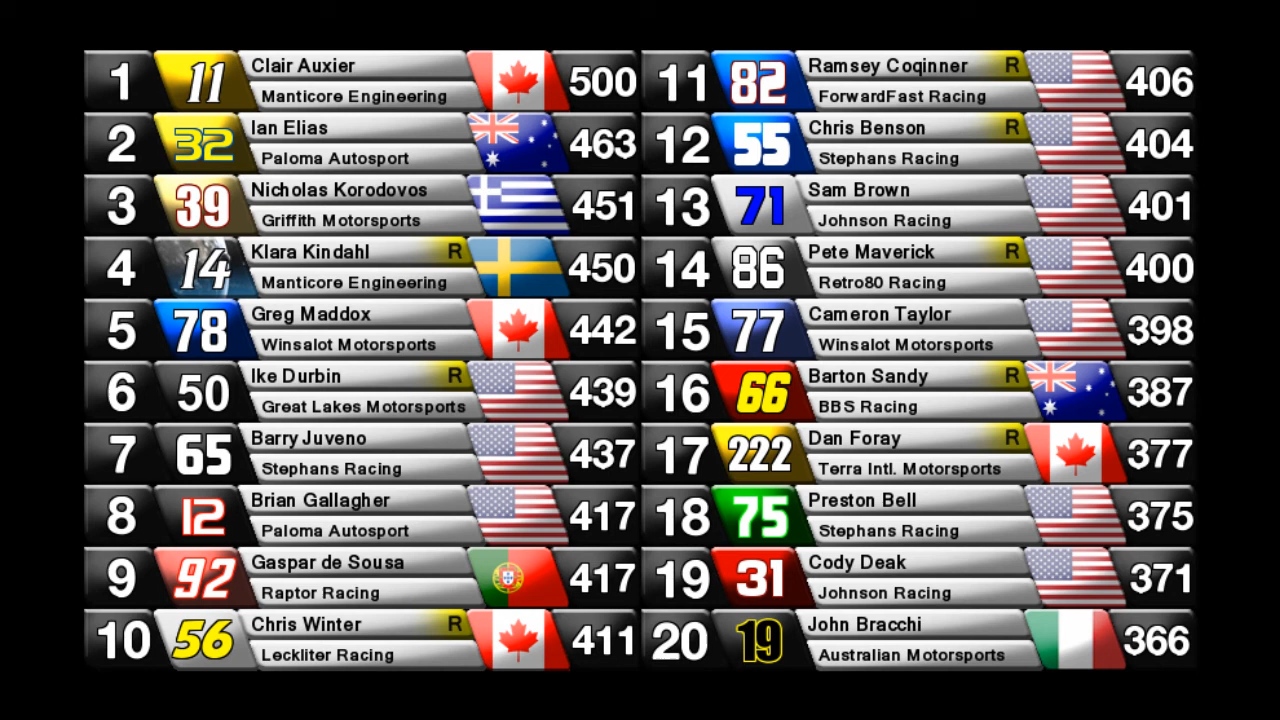 1 11 Clair Auxier 500
Manticore Engineering
2 32 Ian Elias 463
Paloma Autosport
3 39 Nicholas Korodovos 451
Griffith Motorsports
4 14 Klara Kindahl R 450
Manticore Engineering
5 78 Greg Maddox 442
Winsalot Motorsports
6 50 Ike Durbin R 439
Great Lakes Motorsports
7 65 Barry Juveno 437
Stephans Racing
8 12 Brian Gallagher 417
Paloma Autosport
9 92 Gaspar de Sousa 417
Raptor Racing
10 56 Chris Winter R 411
Leckliter Racing
11 82 Ramsey Coqinner R 406
ForwardFast Racing
12 55 Chris Benson R 404
Stephans Racing
13 71 Sam Brown 401
Johnson Racing
14 86 Pete Maverick R 400
Retro80 Racing
15 77 Cameron Taylor 398
Winsalot Motorsports
16 66 Barton Sandy R 387
BBS Racing
17 222 Dan Foray R 377
Terra Intl. Motorsports
18 75 Preston Bell 375
Stephans Racing
19 31 Cody Deak 371
Johnson Racing
20 19 John Bracchi 366
Australian Motorsports